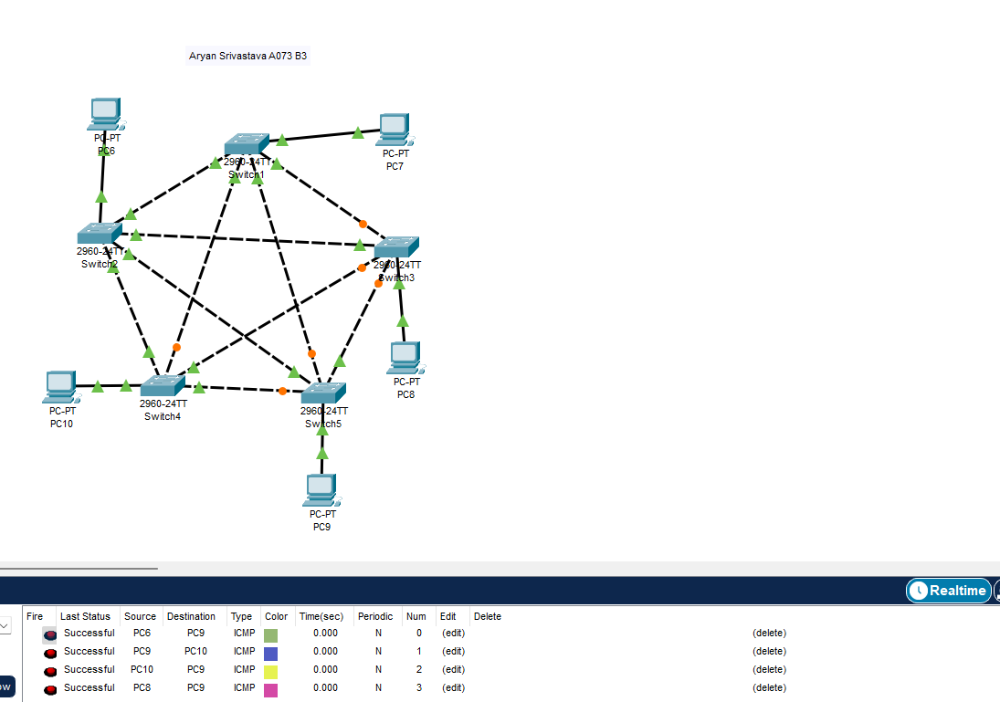 Aryan Srivastava A073 B3
PC-PT
PC6
PC-PT
PC7
2960-24TT
Switch1
2960-24TT
Switch2
2960-24TT
Switch3
PC-PT
PC8
PC-PT
PC10
2960-24TT
Switch4
2960-24TT
Switch5
PC-PT
PC9
Realtime
Fire Last Status Source Destination Type Color Time(sec) Periodic Num Edit Delete
Successful PC6 PC9 ICMP 0.000 N 0 (edit) (delete)
Successful PC9 PC10 ICMP 0.000 N 1 (edit) (delete)
Successful PC10 PC9 ICMP 0.000 N 2 (edit) (delete)
Successful PC8 PC9 ICMP 0.000 N 3 (edit) (delete)